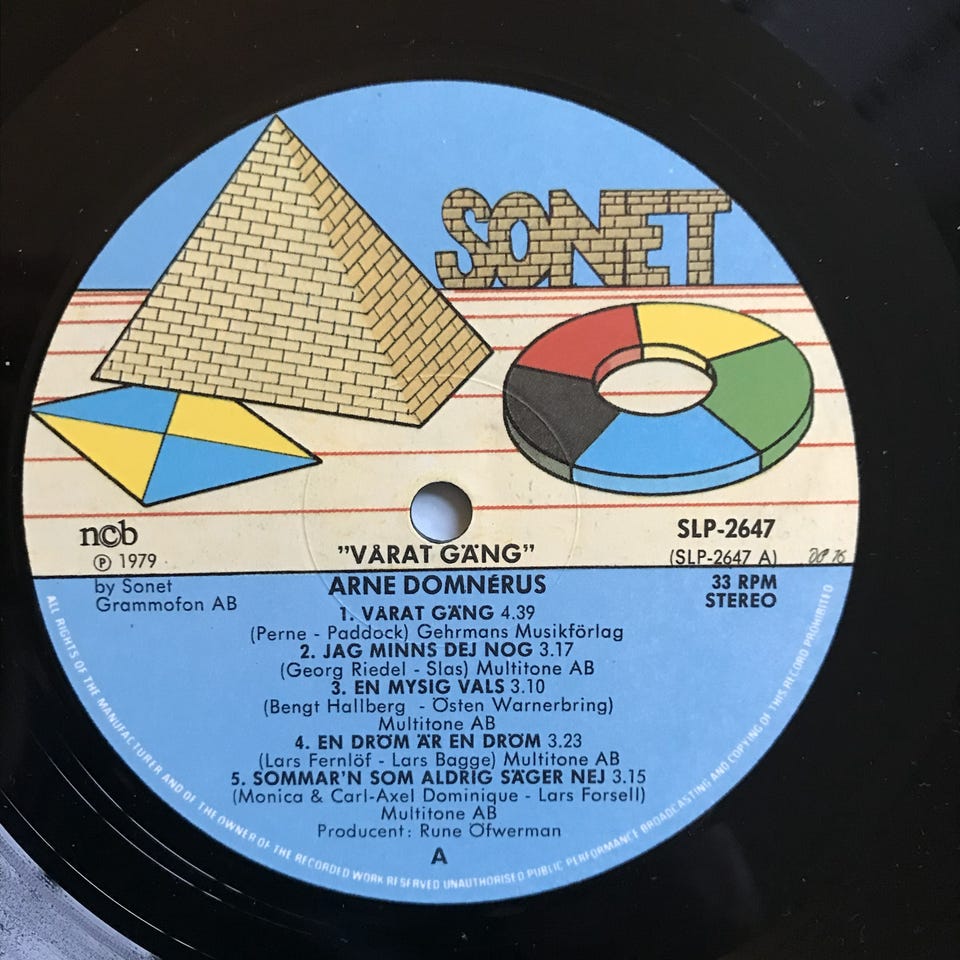 SONET
ncb
℗ 1979
by Sonet
Grammofon AB
SLP-2647
(SLP-2647 A)
33 RPM
STEREO
"VÅRAT GÄNG"
ARNE DOMNÉRUS
1. VÅRAT GÄNG 4.39
(Perne - Paddock) Gehrmans Musikförlag
2. JAG MINNS DEJ NOG 3.17
(Georg Riedel - Slas) Multitone AB
3. EN MYSIG VALS 3.10
(Bengt Hallberg - Östen Warnerbring)
Multitone AB
4. EN DRÖM ÄR EN DRÖM 3.23
(Lars Fernlöf - Lars Bagge) Multitone AB
5. SOMMAR'N SOM ALDRIG SÄGER NEJ 3.15
(Monica & Carl-Axel Dominique - Lars Forsell)
Multitone AB
Producent: Rune Öfwerman
A
ALL RIGHTS OF THE MANUFACTURER AND OF THE OWNER OF THE RECORDED WORK RESERVED UNAUTHORISED PUBLIC PERFORMANCE BROADCASTING AND COPYING OF THIS RECORD PROHIBITED